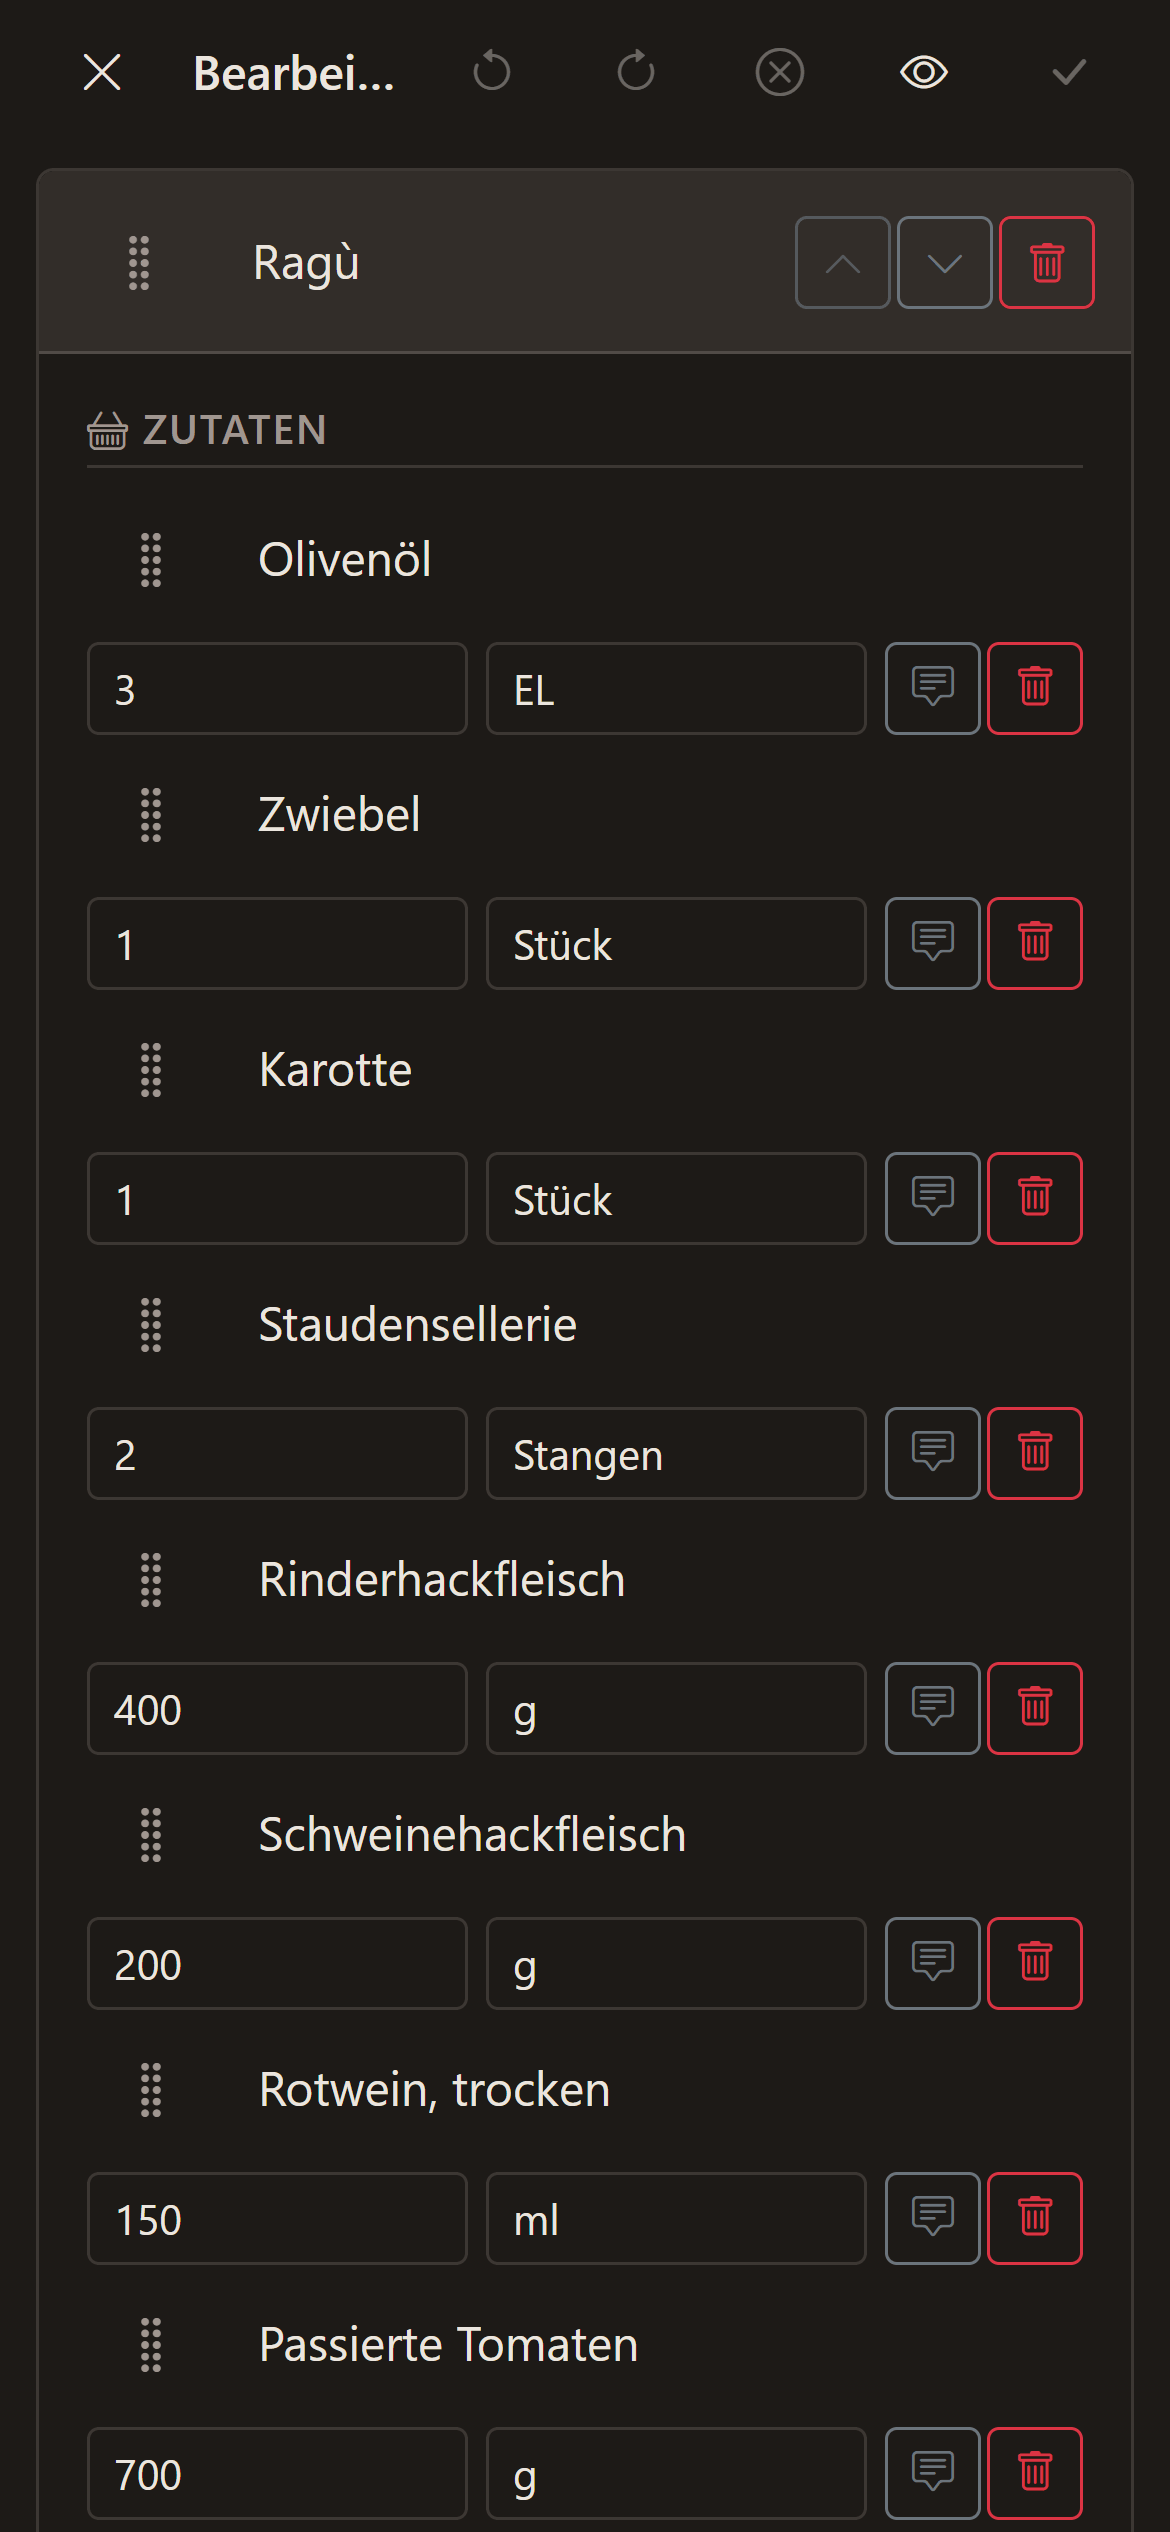 Bearbei...
Ragù
ZUTATEN
Olivenöl
3 EL
Zwiebel
1 Stück
Karotte
1 Stück
Staudensellerie
2 Stangen
Rinderhackfleisch
400 g
Schweinehackfleisch
200 g
Rotwein, trocken
150 ml
Passierte Tomaten
700 g